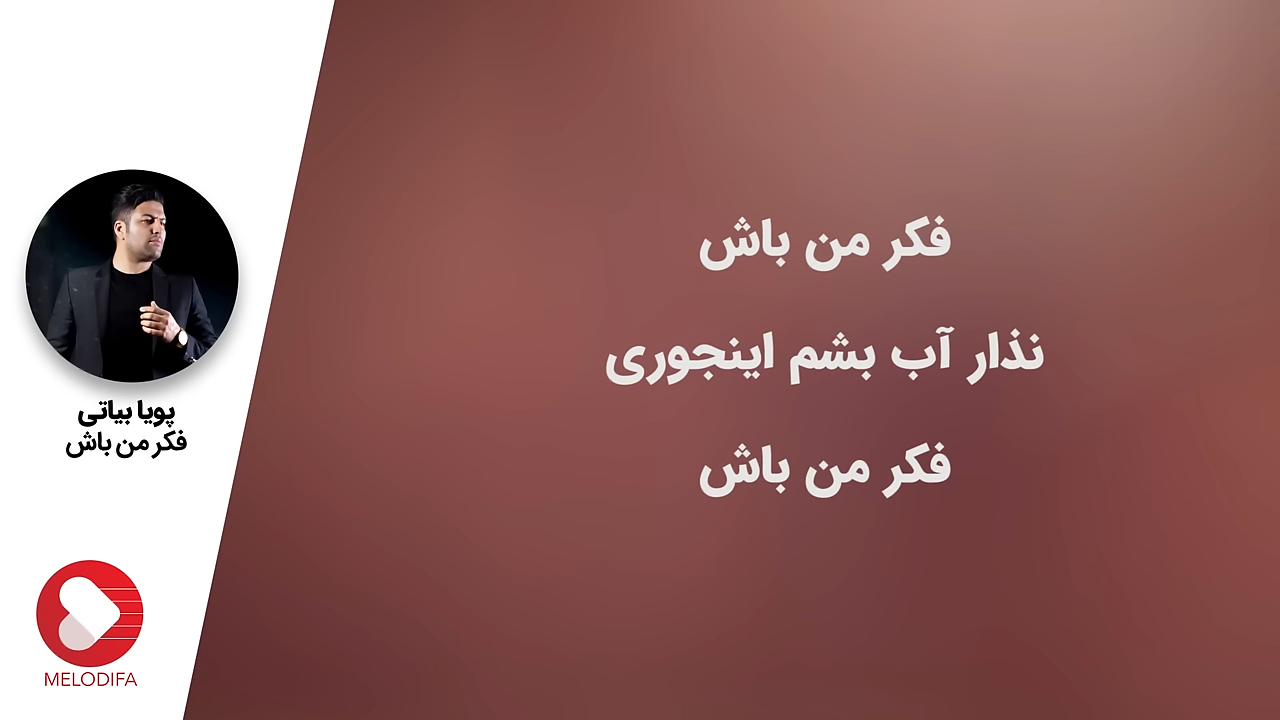 فکر من باش
نذار آب بشم اینجوری
فکر من باش
پویا بیاتی
فکر من باش
MELODIFA